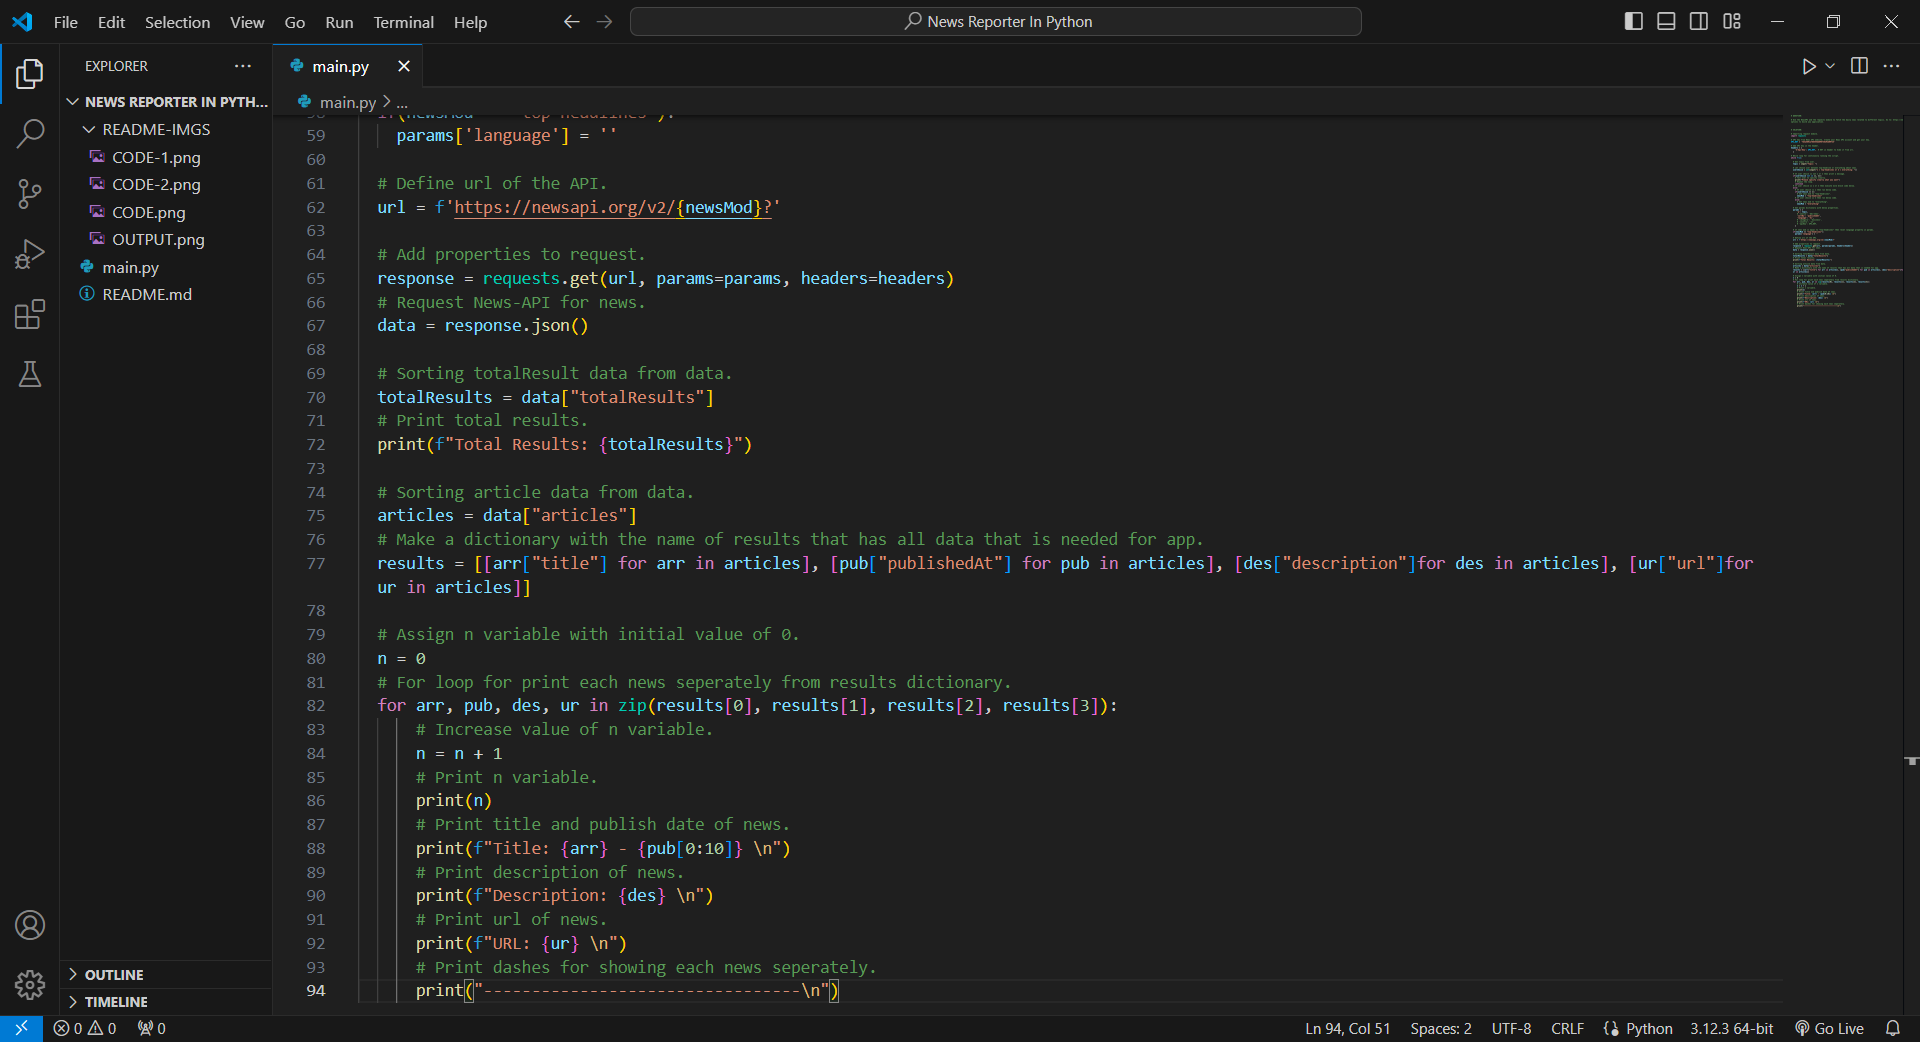 File Edit Selection View Go Run Terminal Help
News Reporter In Python
EXPLORER
main.py
main.py > ...
NEWS REPORTER IN PYTH...
README-IMGS
CODE-1.png
CODE-2.png
CODE.png
OUTPUT.png
main.py
README.md
OUTLINE
TIMELINE
59 params['language'] = ''
60
61 # Define url of the API.
62 url = f'https://newsapi.org/v2/{newsMod}?'
63
64 # Add properties to request.
65 response = requests.get(url, params=params, headers=headers)
66 # Request News-API for news.
67 data = response.json()
68
69 # Sorting totalResult data from data.
70 totalResults = data["totalResults"]
71 # Print total results.
72 print(f"Total Results: {totalResults}")
73
74 # Sorting article data from data.
75 articles = data["articles"]
76 # Make a dictionary with the name of results that has all data that is needed for app.
77 results = [[arr["title"] for arr in articles], [pub["publishedAt"] for pub in articles], [des["description"]for des in articles], [ur["url"]for
ur in articles]]
78
79 # Assign n variable with initial value of 0.
80 n = 0
81 # For loop for print each news seperately from results dictionary.
82 for arr, pub, des, ur in zip(results[0], results[1], results[2], results[3]):
83 # Increase value of n variable.
84 n = n + 1
85 # Print n variable.
86 print(n)
87 # Print title and publish date of news.
88 print(f"Title: {arr} - {pub[0:10]} \n")
89 # Print description of news.
90 print(f"Description: {des} \n")
91 # Print url of news.
92 print(f"URL: {ur} \n")
93 # Print dashes for showing each news seperately.
94 print("---------------------------------\n")
0 0 0
Ln 94, Col 51 Spaces: 2 UTF-8 CRLF Python 3.12.3 64-bit Go Live